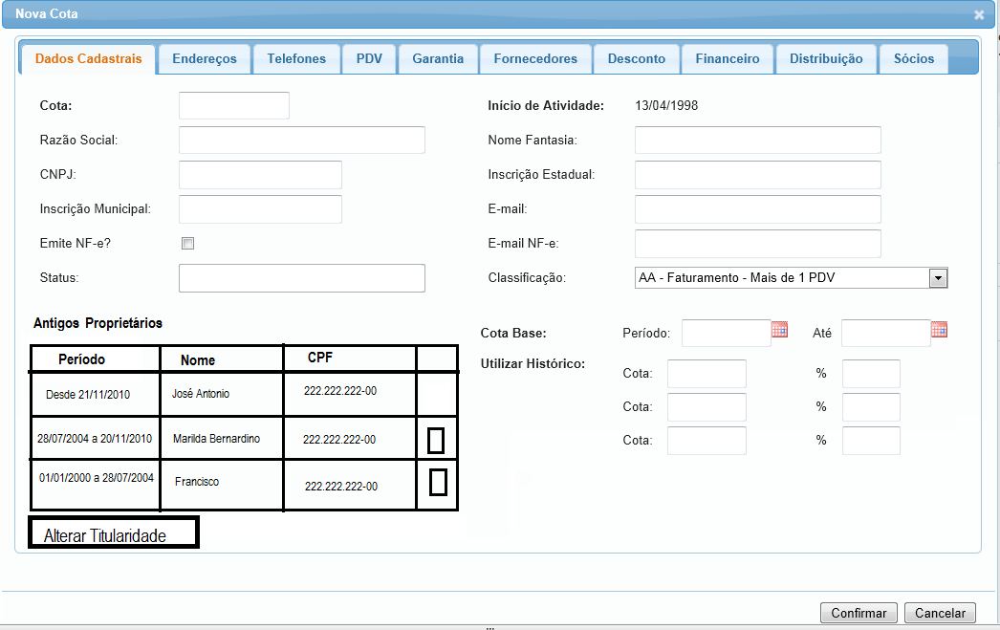 Nova Cota
Dados Cadastrais Endereços Telefones PDV Garantia Fornecedores Desconto Financeiro Distribuição Sócios
Cota: Início de Atividade: 13/04/1998
Razão Social: Nome Fantasia:
CNPJ: Inscrição Estadual:
Inscrição Municipal: E-mail:
Emite NF-e? E-mail NF-e:
Status: Classificação: AA - Faturamento - Mais de 1 PDV
Antigos Proprietários
Período Nome CPF
Desde 21/11/2010 José Antonio 222.222.222-00
28/07/2004 a 20/11/2010 Marilda Bernardino 222.222.222-00
01/01/2000 a 28/07/2004 Francisco 222.222.222-00
Alterar Titularidade
Cota Base: Período: Até
Utilizar Histórico: Cota: %
Cota: %
Cota: %
Confirmar Cancelar